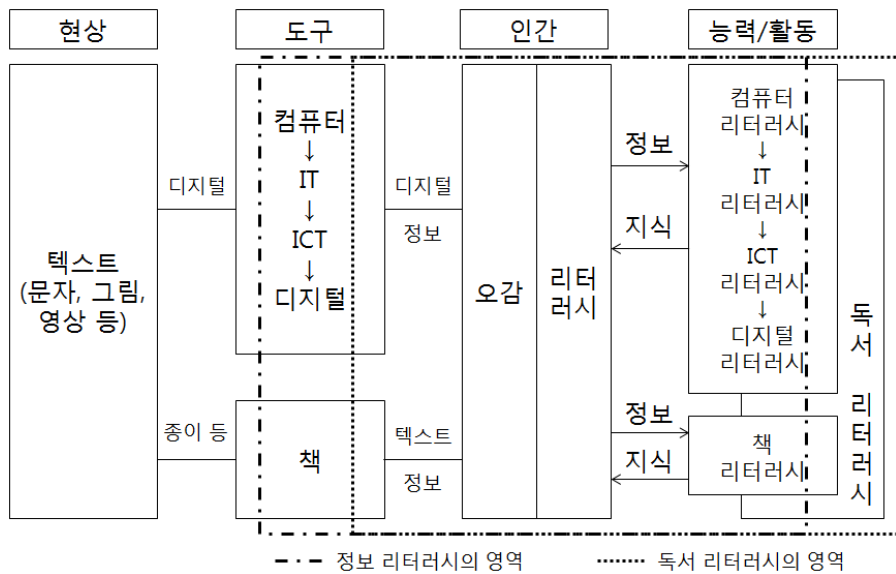 현상
도구
인간
능력/활동
텍스트
(문자, 그림,
영상 등)
디지털
종이 등
컴퓨터
↓
IT
↓
ICT
↓
디지털
책
디지털
정보
텍스트
정보
오감
리터
러시
정보
지식
정보
지식
컴퓨터
리터러시
↓
IT
리터러시
↓
ICT
리터러시
↓
디지털
리터러시
책
리터러시
독서 리터러시
정보 리터러시의 영역
독서 리터러시의 영역